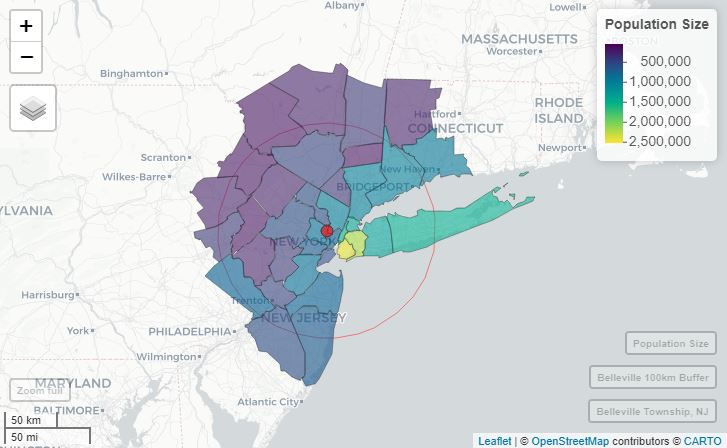 +
−
Albany
Lowell
Population Size
500,000
1,000,000
1,500,000
2,000,000
2,500,000
MASSACHUSETTS
BOSTON
Worcester
Binghamton
RHODE
ISLAND
Hartford
CONNECTICUT
Newport
Scranton
Wilkes-Barre
New Haven
BRIDGEPORT
YLVANIA
NEW YORK
Harrisburg
Trenton
NEW JERSEY
York
PHILADELPHIA
Wilmington
Population Size
Belleville 100km Buffer
Belleville Township, NJ
Zoom full
MARYLAND
BALTIMORE
Atlantic City
50 km
50 mi
Leaflet | © OpenStreetMap contributors © CARTO